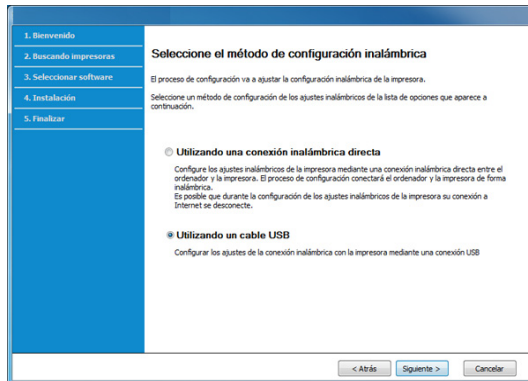 1. Bienvenido
2. Buscando impresoras
3. Seleccionar software
4. Instalación
5. Finalizar
Seleccione el método de configuración inalámbrica
El proceso de configuración va a ajustar la configuración inalámbrica de la impresora.
Seleccione un método de configuración de los ajustes inalámbricos de la lista de opciones que aparece a
continuación.
Utilizando una conexión inalámbrica directa
Configure los ajustes inalámbricos de la impresora mediante una conexión inalámbrica directa entre el
ordenador y la impresora. El proceso de configuración conectará el ordenador y la impresora de forma
inalámbrica.
Es posible que durante la configuración de los ajustes inalámbricos de la impresora su conexión a
Internet se desconecte.
Utilizando un cable USB
Configurar los ajustes de la conexión inalámbrica con la impresora mediante una conexión USB
< Atrás
Siguiente >
Cancelar